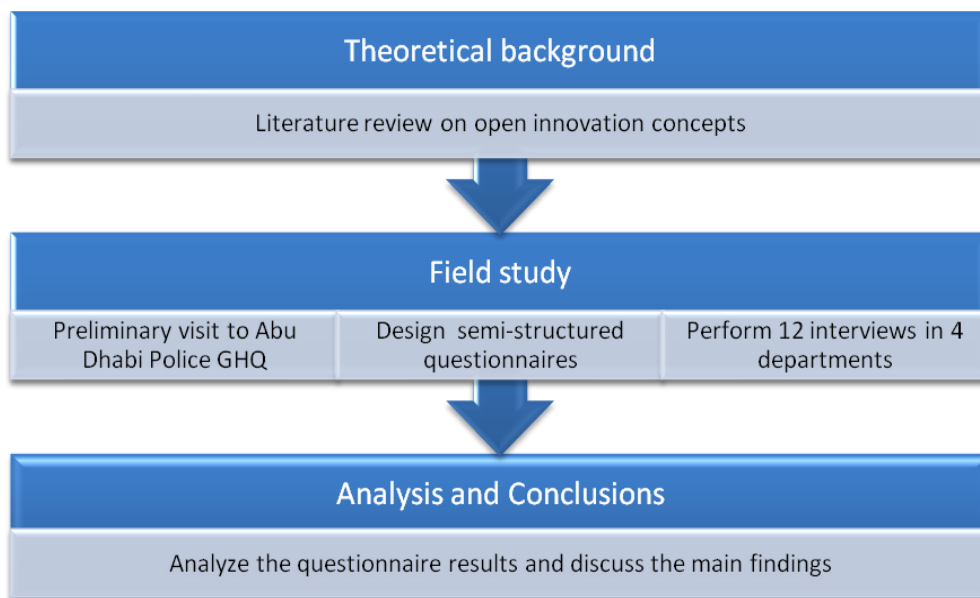 Theoretical background
Literature review on open innovation concepts
Field study
Preliminary visit to Abu
Dhabi Police GHQ
Design semi-structured
questionnaires
Perform 12 interviews in 4
departments
Analysis and Conclusions
Analyze the questionnaire results and discuss the main findings